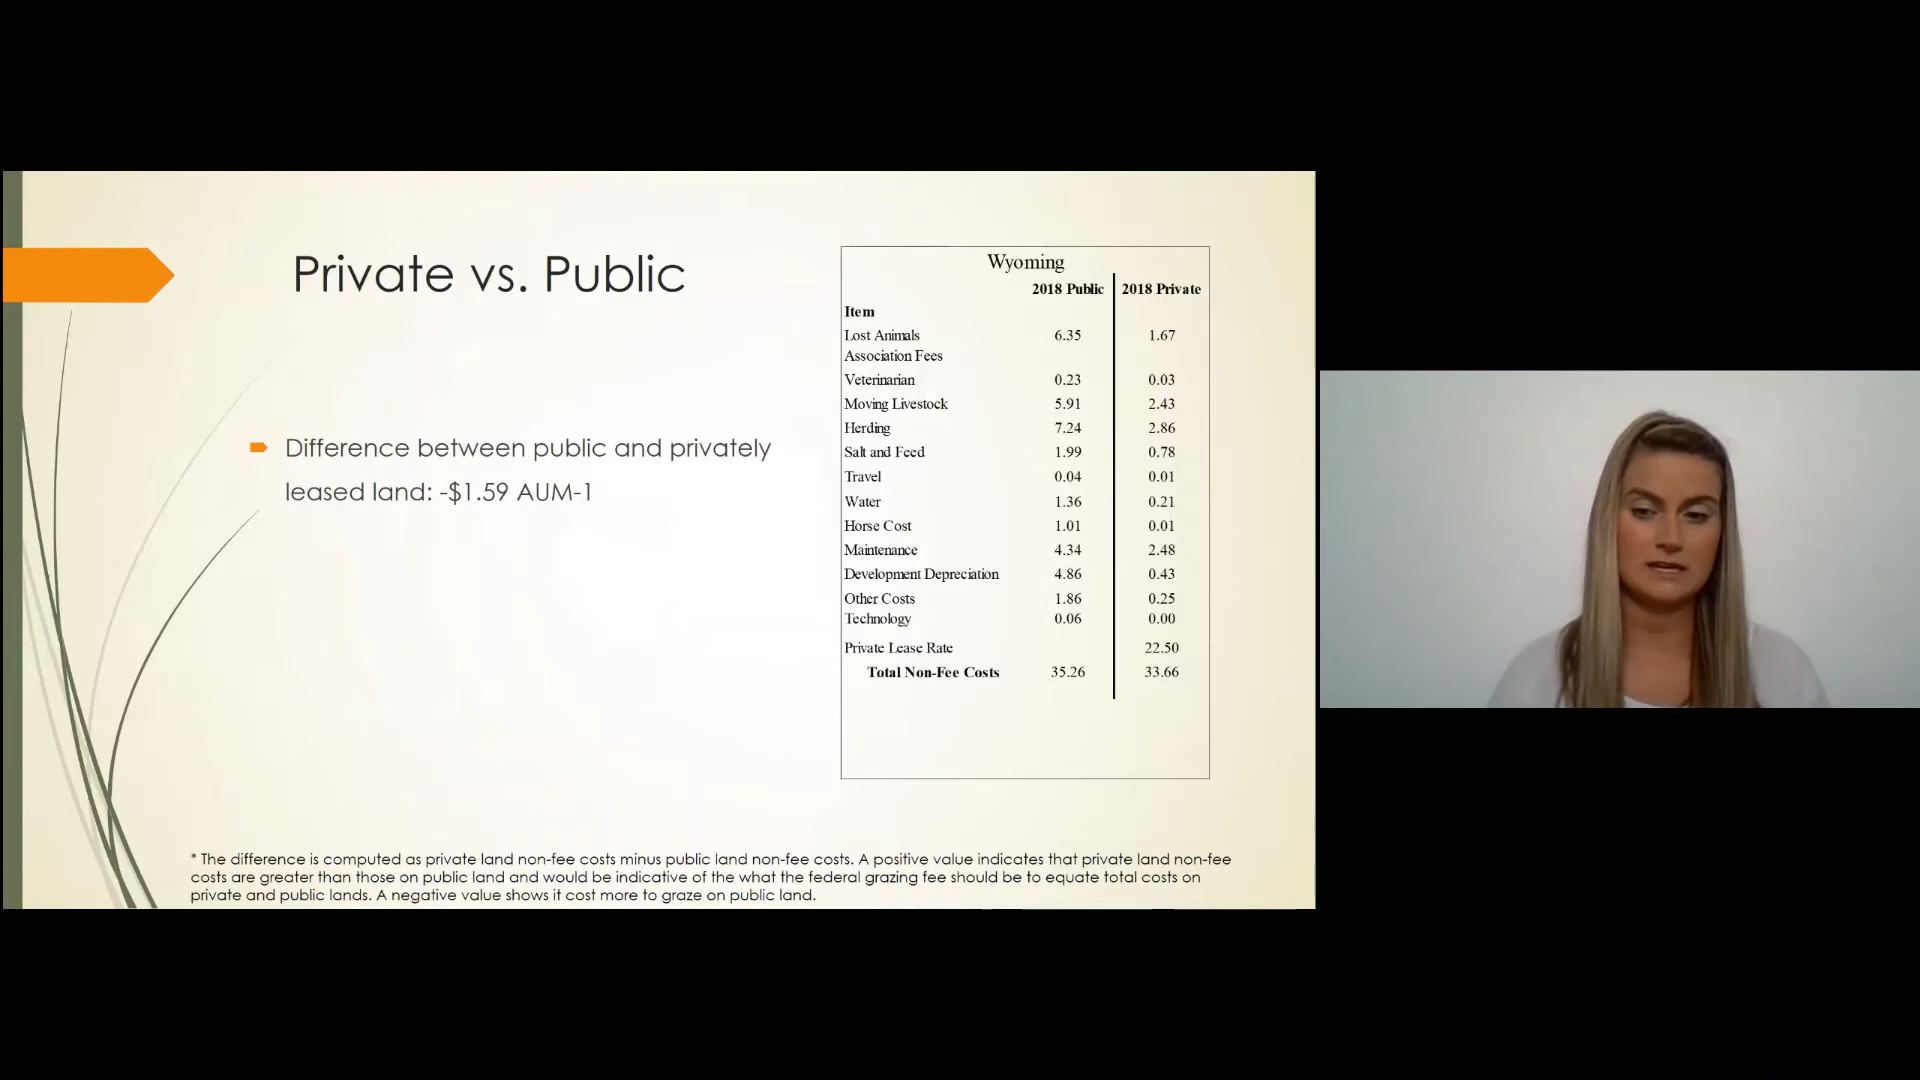 Private vs. Public
Difference between public and privately
leased land: -$1.59 AUM-1
Wyoming
2018 Public 2018 Private
Item
Lost Animals 6.35 1.67
Association Fees
Veterinarian 0.23 0.03
Moving Livestock 5.91 2.43
Herding 7.24 2.86
Salt and Feed 1.99 0.78
Travel 0.04 0.01
Water 1.36 0.21
Horse Cost 1.01 0.01
Maintenance 4.34 2.48
Development Depreciation 4.86 0.43
Other Costs 1.86 0.25
Technology 0.06 0.00
Private Lease Rate 22.50
Total Non-Fee Costs 35.26 33.66
* The difference is computed as private land non-fee costs minus public land non-fee costs. A positive value indicates that private land non-fee
costs are greater than those on public land and would be indicative of the what the federal grazing fee should be to equate total costs on
private and public lands. A negative value shows it cost more to graze on public land.